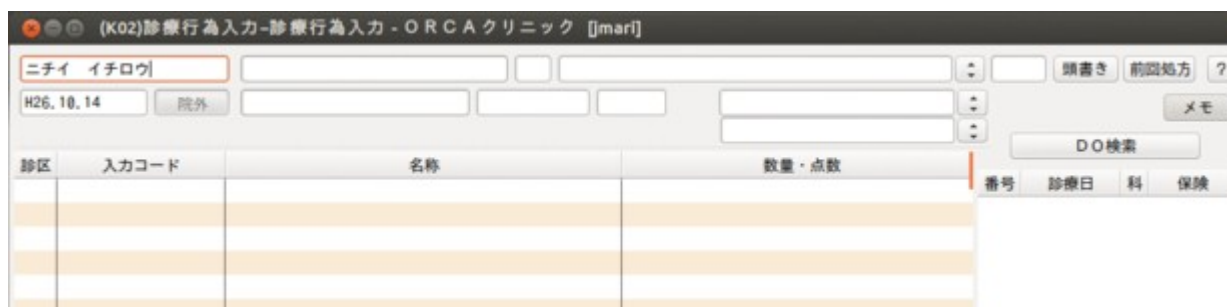 (K02)診療行為入力-診療行為入力 - ORCAクリニック [jmari]
ニチイ　イチロウ 頭書き 前回処方 ?
H26.10.14 院外 メモ
DO検索
診区 入力コード 名称 数量・点数
番号 診療日 科 保険